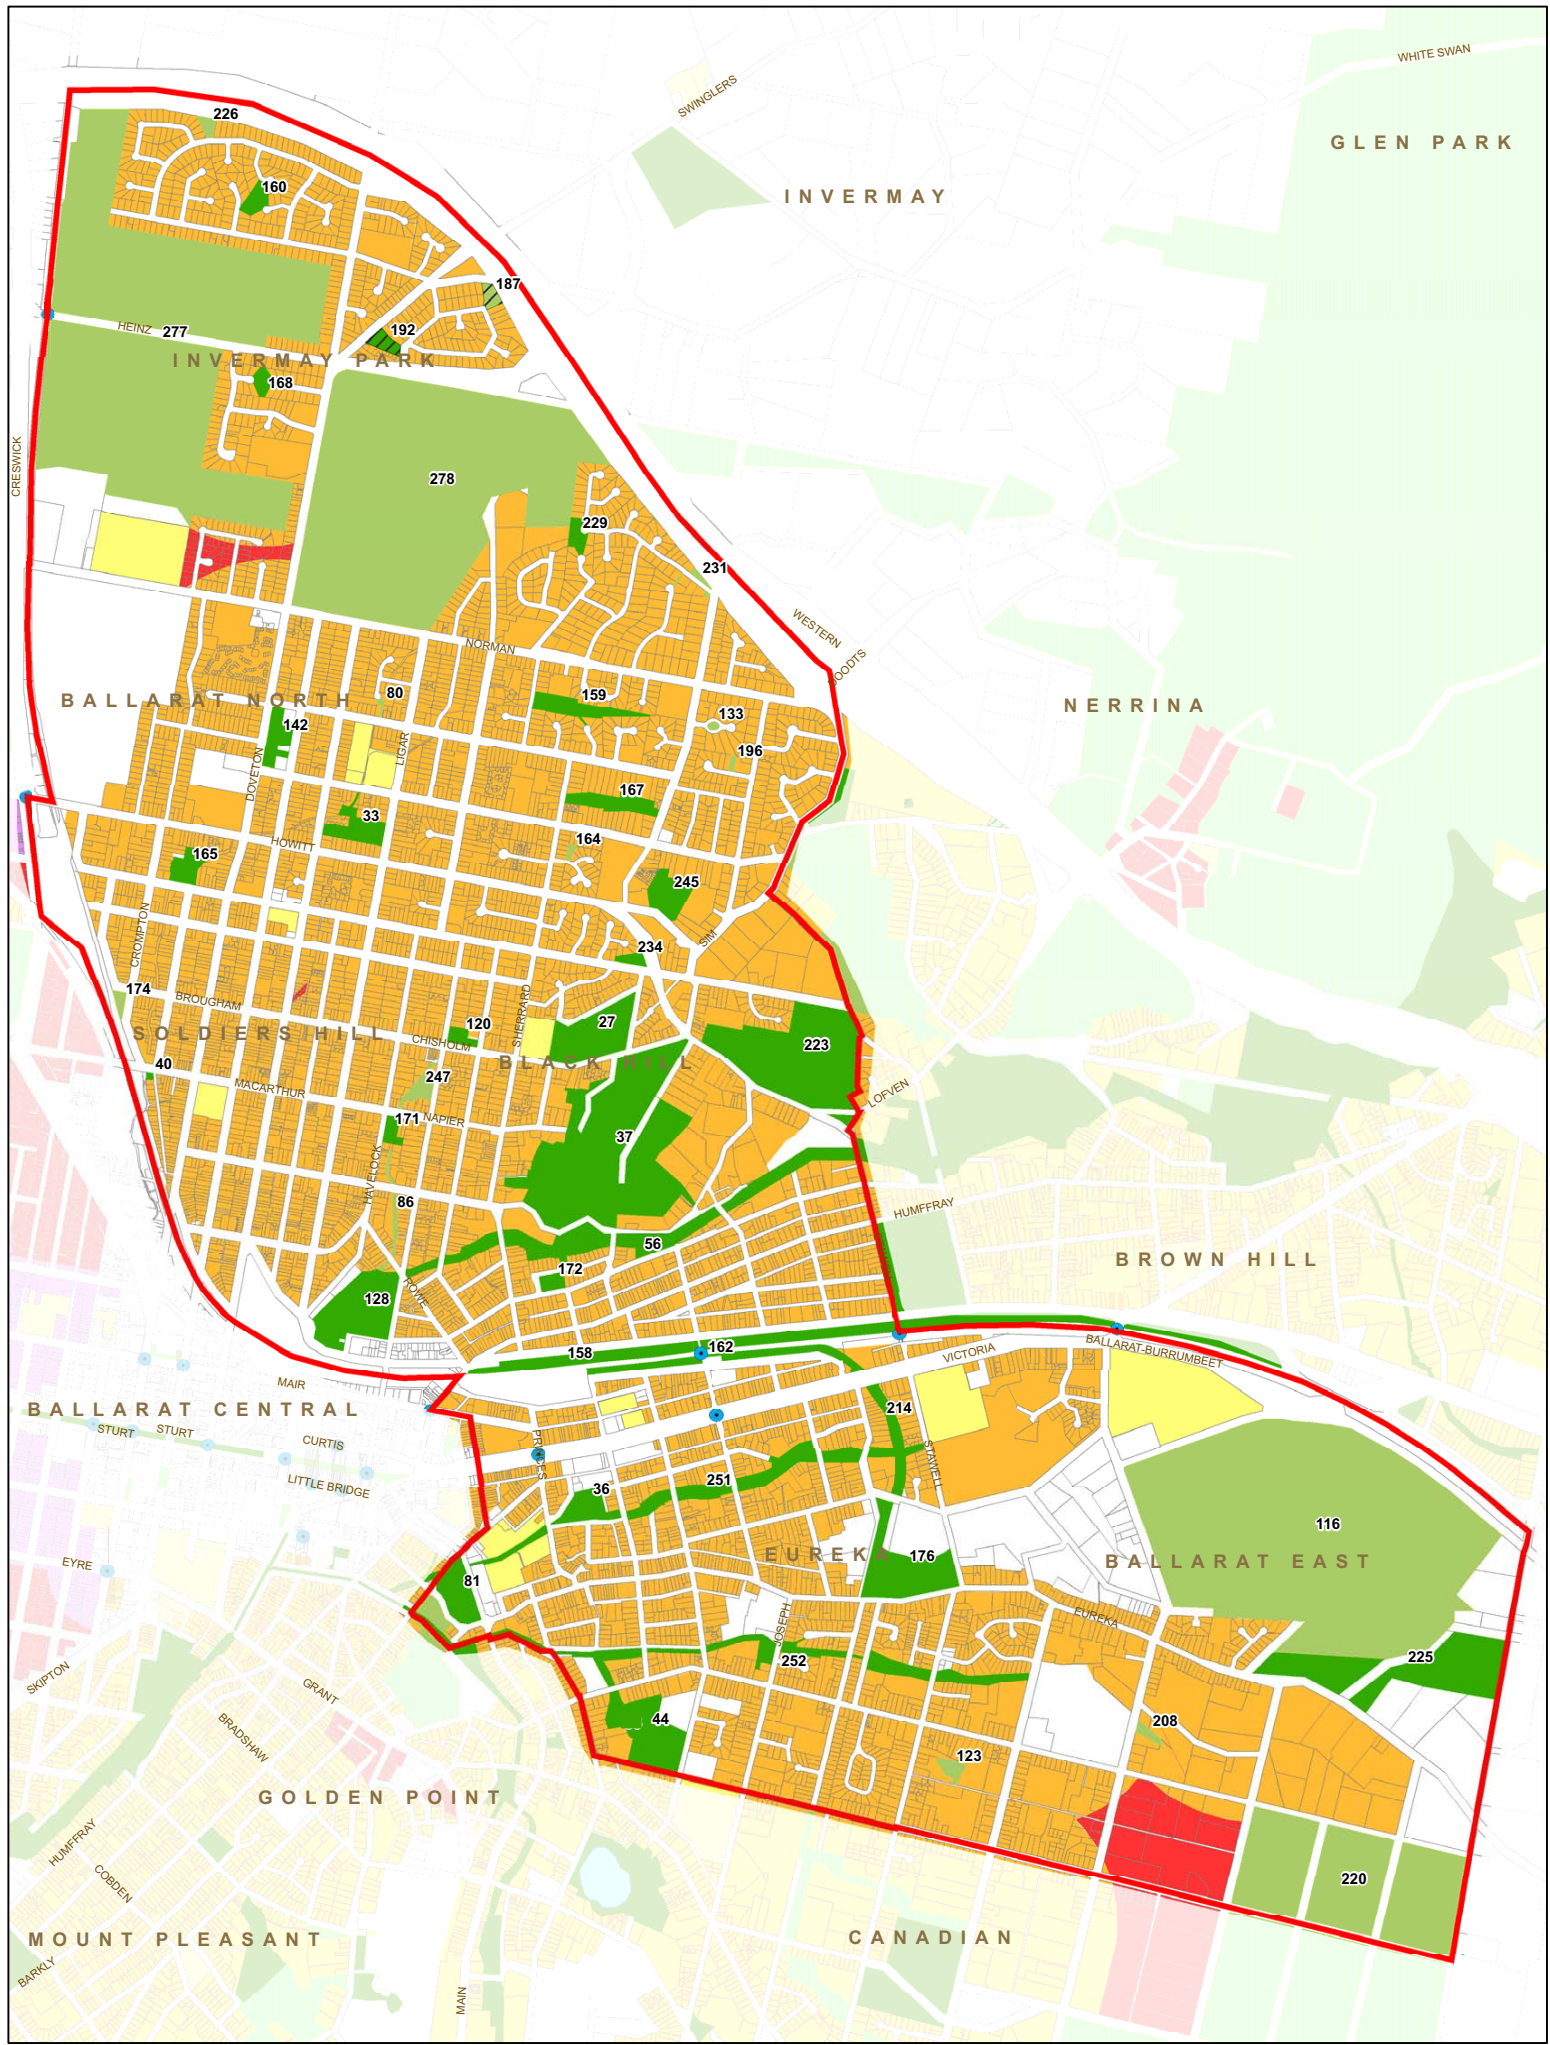 WHITE SWAN
SWINGLERS
226
GLEN PARK
160
INVERMAY
187
HEINZ
277
192
INVERMAY PARK
168
CRESWICK
278
229
231
WESTERN
DOODTS
NORMAN
80
159
BALLARAT NORTH
NERRINA
142
133
LIGAR
196
DOVETON
167
33
HOWITT
164
165
245
CROMPTON
SIM
234
174
BROUGHAM
SHERRARD
27
120
SOLDIERS HILL
CHISHOLM
223
BLACK HILL
40
247
MACARTHUR
LOFVEN
171
NAPIER
37
HAVELOCK
86
HUMFFRAY
56
BROWN HILL
172
128
ROWE
162
158
VICTORIA
BALLARAT-BURRUMBEET
MAIR
BALLARAT CENTRAL
214
STURT
STURT
CURTIS
PRINCES
STAWELL
LITTLE BRIDGE
251
36
116
EUREKA
176
BALLARAT EAST
EYRE
81
JOSEPH
EUREKA
252
225
SKIPTON
GRANT
44
208
BRADSHAW
123
GOLDEN POINT
HUMFFRAY
COBDEN
220
MOUNT PLEASANT
CANADIAN
BARKLY
MAIN